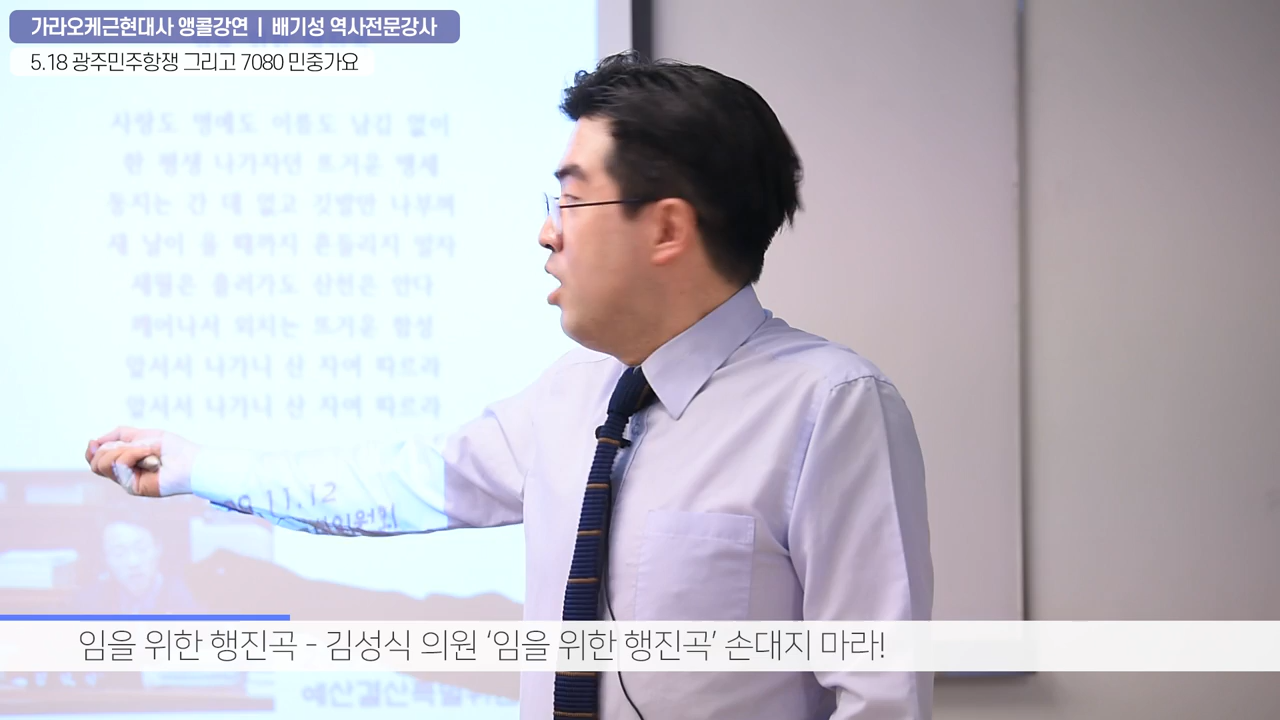 가라오케근현대사 앵콜강연 | 배기성 역사전문강사
5.18 광주민주항쟁 그리고 7080 민중가요
사랑도 명예도 이름도 남김 없이
한 평생 나가자던 뜨거운 맹세
동지는 간 데 없고 깃발만 나부껴
새 날이 올 때까지 흔들리지 말자
세월은 흘러가도 산천은 안다
깨어나서 외치는 뜨거운 함성
앞서서 나가니 산 자여 따르라
앞서서 나가니 산 자여 따르라
11.12
임을 위한 행진곡 - 김성식 의원 ‘임을 위한 행진곡’ 손대지 마라!